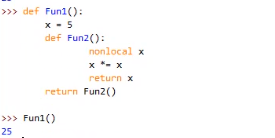 >>> def Fun1():
        x = 5
        def Fun2():
                nonlocal x
                x *= x
                return x
        return Fun2()

>>> Fun1()
25